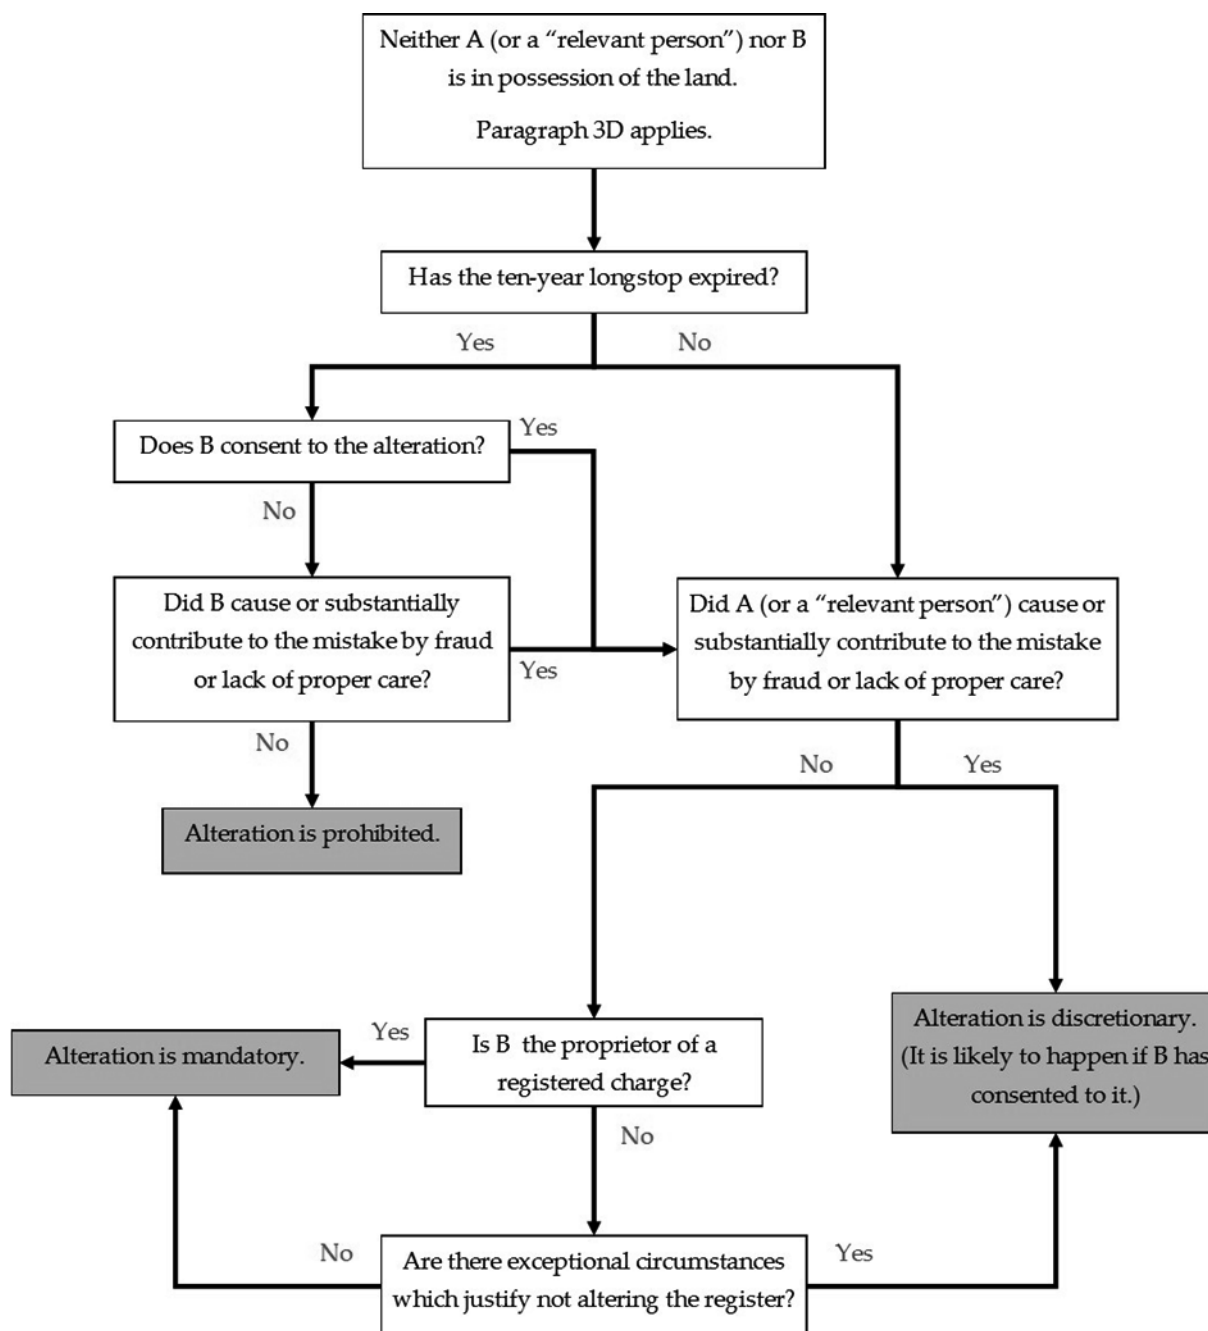 Neither A (or a “relevant person”) nor B
is in possession of the land.
Paragraph 3D applies.
Has the ten-year longstop expired?
Yes
No
Does B consent to the alteration?
Yes
No
Did B cause or substantially
contribute to the mistake by fraud
or lack of proper care?
Yes
Did A (or a “relevant person”) cause or
substantially contribute to the mistake
by fraud or lack of proper care?
No
No
Yes
Alteration is prohibited.
Alteration is mandatory.
Yes
Is B the proprietor of a
registered charge?
Alteration is discretionary.
(It is likely to happen if B has
consented to it.)
No
No
Are there exceptional circumstances
which justify not altering the register?
Yes